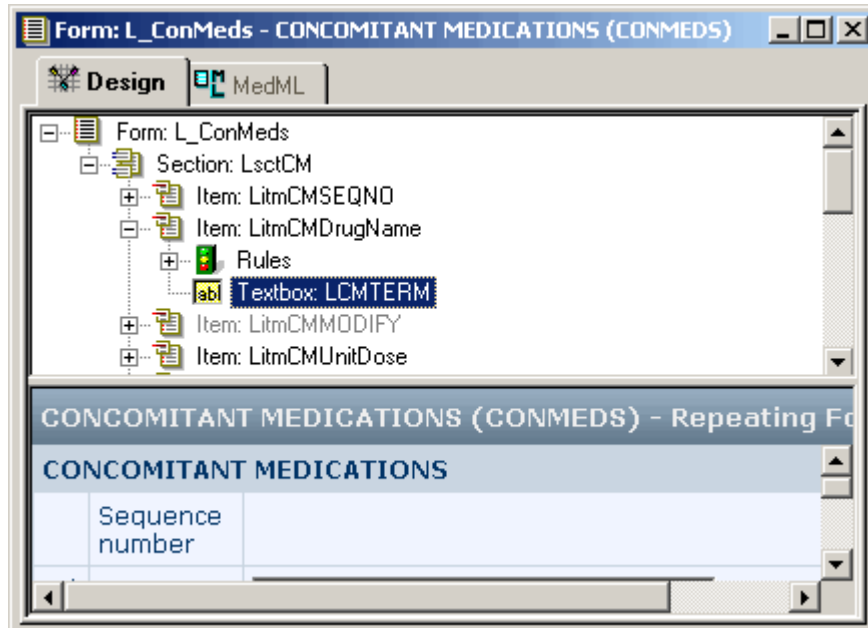 Form: L_ConMeds - CONCOMITANT MEDICATIONS (CONMEDS)
Design
MedML
Form: L_ConMeds
Section: LsctCM
Item: LitmCMSEQNO
Item: LitmCMDrugName
Rules
abl Textbox: LCMTERM
Item: LitmCMMODIFY
Item: LitmCMUnitDose
CONCOMITANT MEDICATIONS (CONMEDS) - Repeating Fo
CONCOMITANT MEDICATIONS
Sequence
number